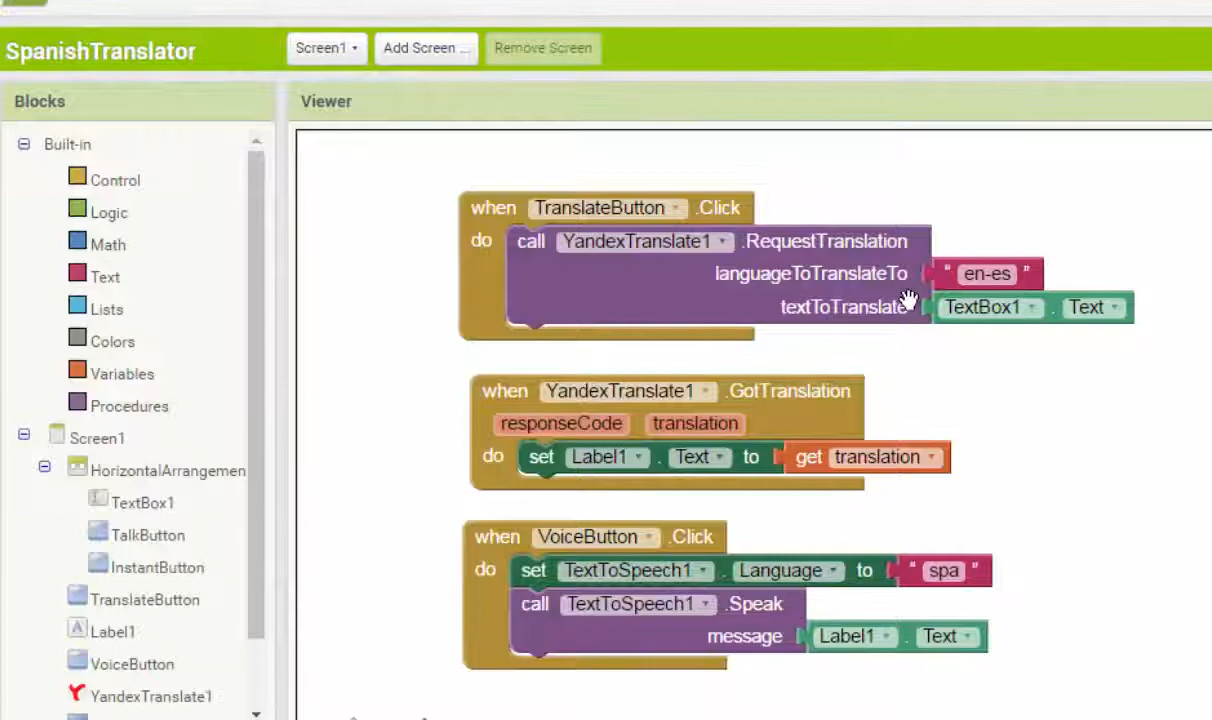 SpanishTranslator Screen1 Add Screen ... Remove Screen
Blocks
Built-in
Control
Logic
Math
Text
Lists
Colors
Variables
Procedures
Screen1
HorizontalArrangemen
TextBox1
TalkButton
InstantButton
TranslateButton
Label1
VoiceButton
YandexTranslate1
Viewer
when TranslateButton .Click
do call YandexTranslate1 .RequestTranslation
languageToTranslateTo " en-es "
textToTranslate TextBox1 . Text
when YandexTranslate1 .GotTranslation
responseCode translation
do set Label1 . Text to get translation
when VoiceButton .Click
do set TextToSpeech1 . Language to " spa "
call TextToSpeech1 .Speak
message Label1 . Text